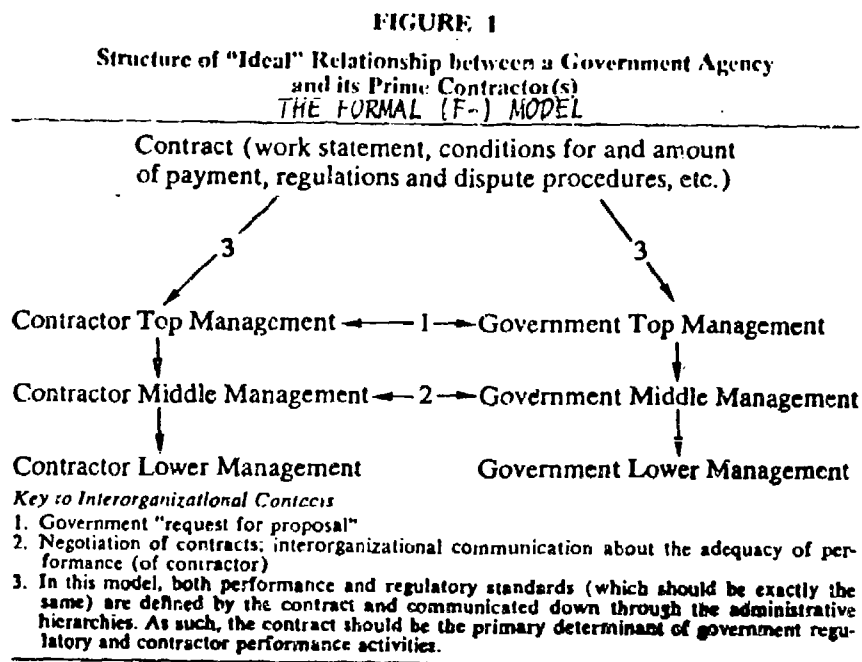 FIGURE 1
Structure of "Ideal" Relationship between a Government Agency
and its Prime Contractor(s)
THE FORMAL (F-) MODEL
Contract (work statement, conditions for and amount
of payment, regulations and dispute procedures, etc.)
3 3
Contractor Top Management 1 Government Top Management
Contractor Middle Management 2 Government Middle Management
Contractor Lower Management Government Lower Management
Key to Interorganizational Contacts
1. Government "request for proposal"
2. Negotiation of contracts; interorganizational communication about the adequacy of per-
formance (of contractor)
3. In this model, both performance and regulatory standards (which should be exactly the
same) are defined by the contract and communicated down through the administrative
hierarchies. As such, the contract should be the primary determinant of government regu-
latory and contractor performance activities.